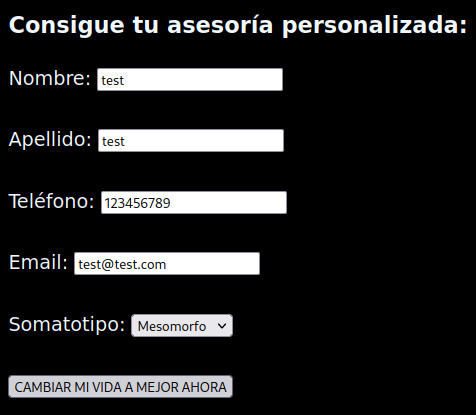 Consigue tu asesoría personalizada:
Nombre: test
Apellido: test
Teléfono: 123456789
Email: test@test.com
Somatotipo: Mesomorfo
CAMBIAR MI VIDA A MEJOR AHORA